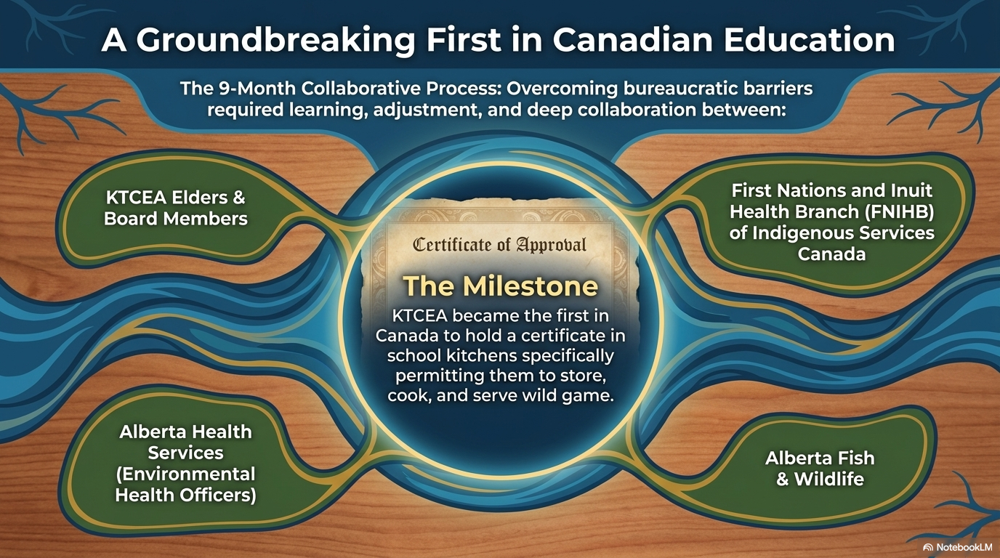 A Groundbreaking First in Canadian Education
The 9-Month Collaborative Process: Overcoming bureaucratic barriers
required learning, adjustment, and deep collaboration between:
KTCEA Elders &
Board Members
First Nations and Inuit
Health Branch (FNIHB)
of Indigenous Services
Canada
Certificate of Approval
The Milestone
KTCEA became the first in
Canada to hold a certificate in
school kitchens specifically
permitting them to store,
cook, and serve wild game.
Alberta Health
Services
(Environmental
Health Officers)
Alberta Fish
& Wildlife
NotebookLM